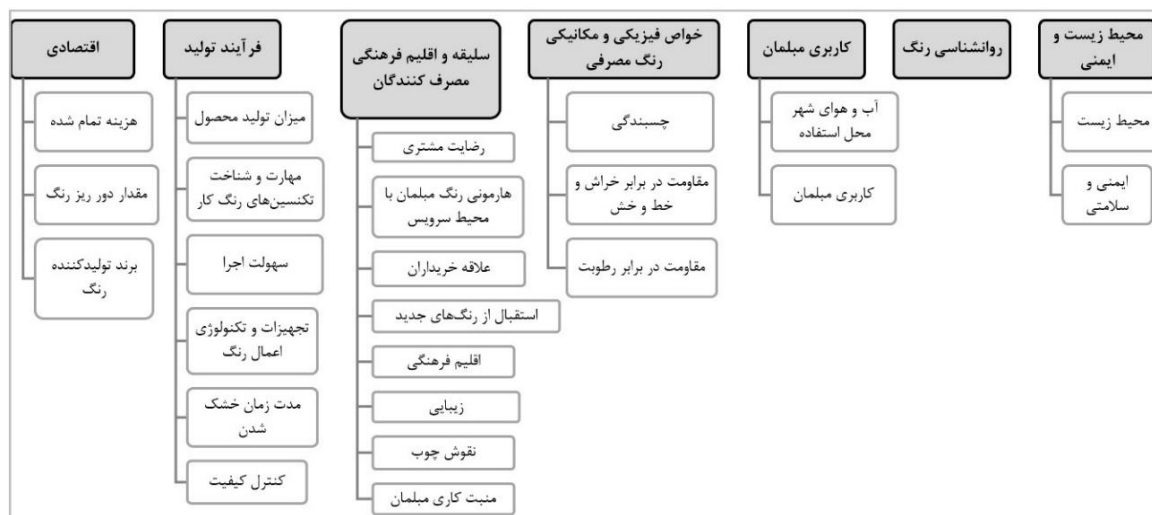 محیط زیست و
ایمنی
محیط زیست
ایمنی و
سلامتی
روانشناسی رنگ
کاربری مبلمان
آب و هوای شهر
محل استفاده
کاربری مبلمان
خواص فیزیکی و مکانیکی
رنگ مصرفی
چسبندگی
مقاومت در برابر خراش و
خط و خش
مقاومت در برابر رطوبت
سلیقه و اقلیم فرهنگی
مصرف کنندگان
رضایت مشتری
هارمونی رنگ مبلمان با
محیط سرویس
علاقه خریداران
استقبال از رنگ‌های جدید
اقلیم فرهنگی
زیبایی
نقوش چوب
منبت کاری مبلمان
فرآیند تولید
میزان تولید محصول
مهارت و شناخت
تکنسین‌های رنگ کار
سهولت اجرا
تجهیزات و تکنولوژی
اعمال رنگ
مدت زمان خشک
شدن
کنترل کیفیت
اقتصادی
هزینه تمام شده
مقدار دور ریز رنگ
برند تولیدکننده
رنگ